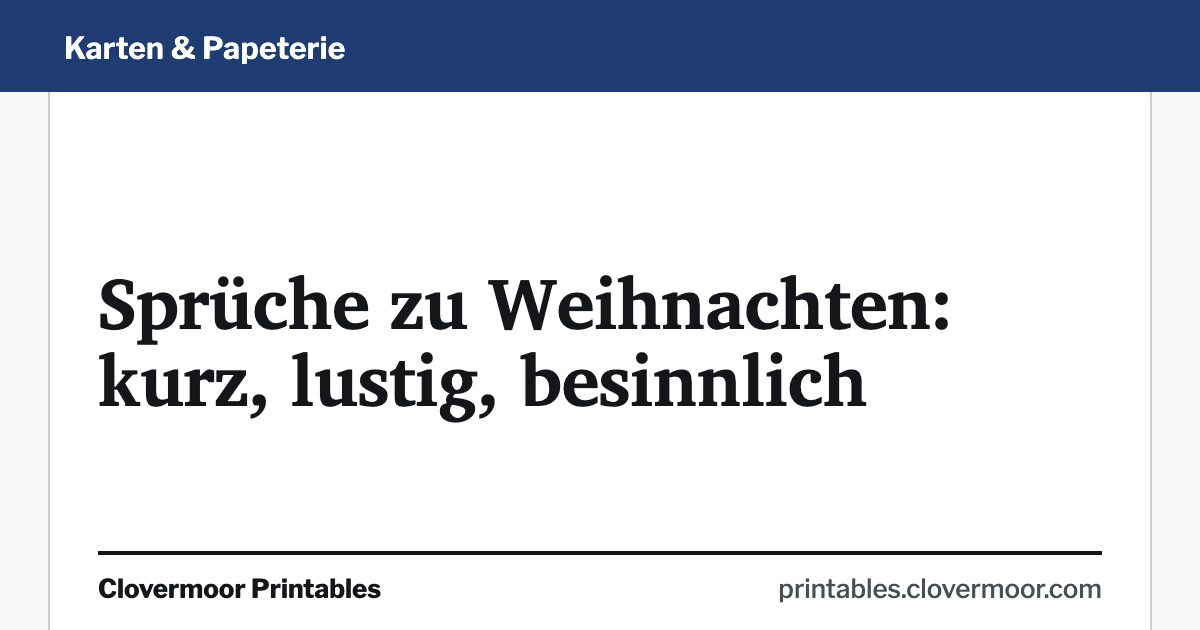 Karten & Papeterie
Sprüche zu Weihnachten:
kurz, lustig, besinnlich
Clovermoor Printables
printables.clovermoor.com